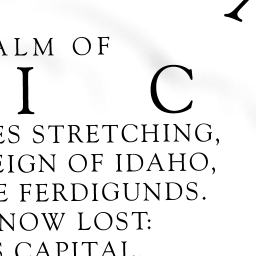 ALM OF
I C
ES STRETCHING,
EIGN OF IDAHO,
E FERDIGUNDS.
NOW LOST:
S CAPITAL.